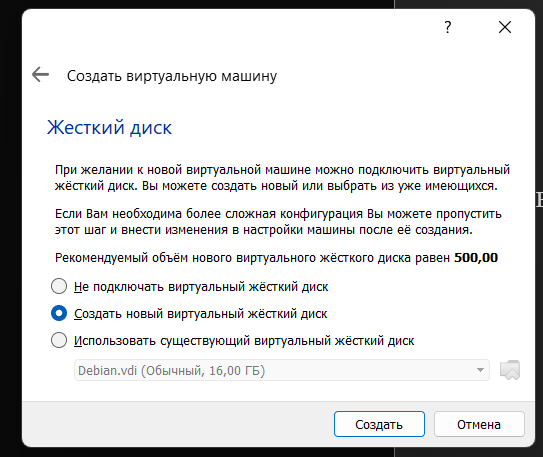 ?
Создать виртуальную машину
Жесткий диск
При желании к новой виртуальной машине можно подключить виртуальный
жёсткий диск. Вы можете создать новый или выбрать из уже имеющихся.
Если Вам необходима более сложная конфигурация Вы можете пропустить
этот шаг и внести изменения в настройки машины после её создания.
Рекомендуемый объём нового виртуального жёсткого диска равен 500,00
Не подключать виртуальный жёсткий диск
Создать новый виртуальный жёсткий диск
Использовать существующий виртуальный жёсткий диск
Debian.vdi (Обычный, 16,00 ГБ)
Создать
Отмена